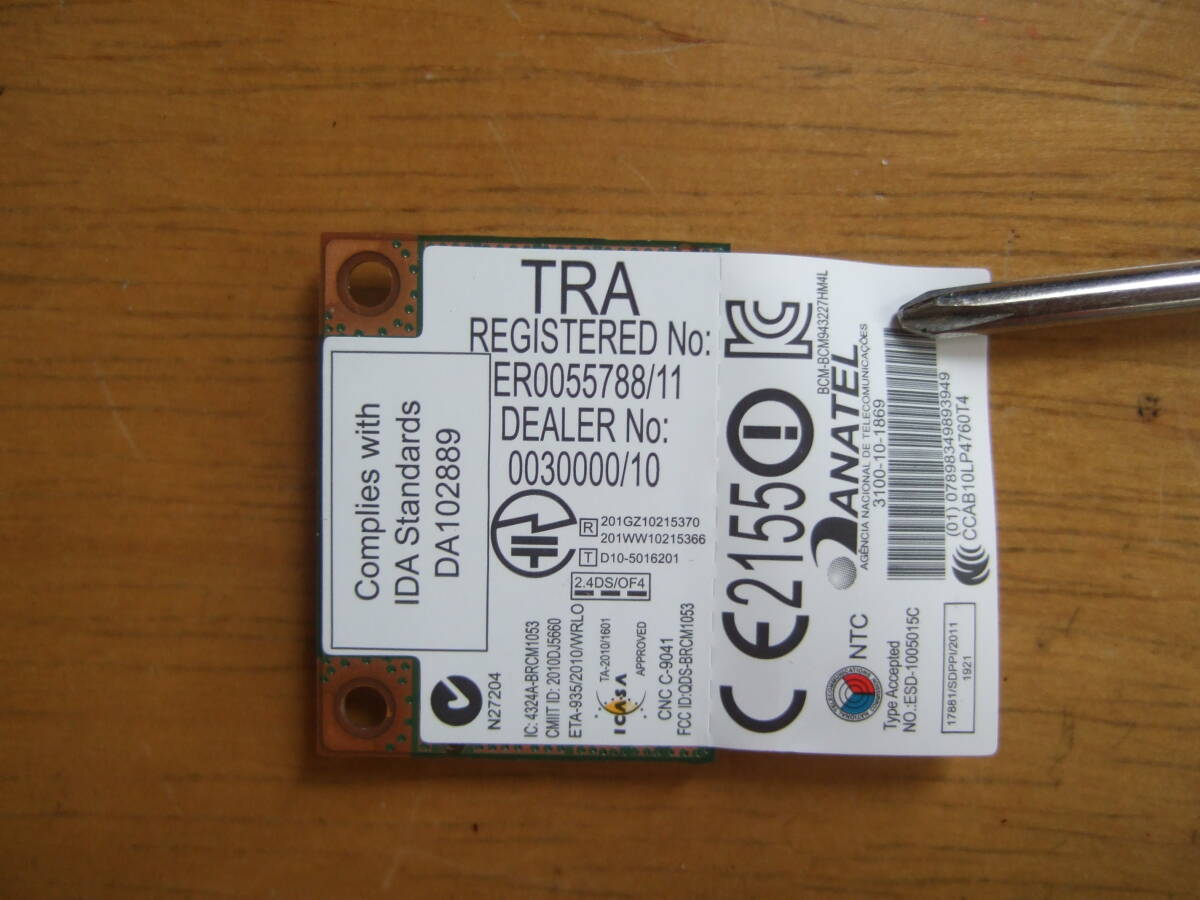 TRA
REGISTERED No:
ER0055788/11
DEALER No:
0030000/10
Complies with
IDA Standards
DA102889
R 201GZ10215370
201WW10215366
T D10-5016201
2.4DS/OF4
N27204
IC: 4324A-BRCM1053
CMIIT ID: 2010DJ5660
ETA-935/2010/WRLO
ICASA
TA-2010/1601
APPROVED
CNC C-9041
FCC ID:QDS-BRCM1053
CE2155
BCM-BCM943227HM4L
ANATEL
AGÊNCIA NACIONAL DE TELECOMUNICAÇÕES
3100-10-1869
(01) 07898349893949
CCAB10LP4760T4
NTC
Type Accepted
NO.:ESD-1005015C
17881/SDPPI/2011
1921